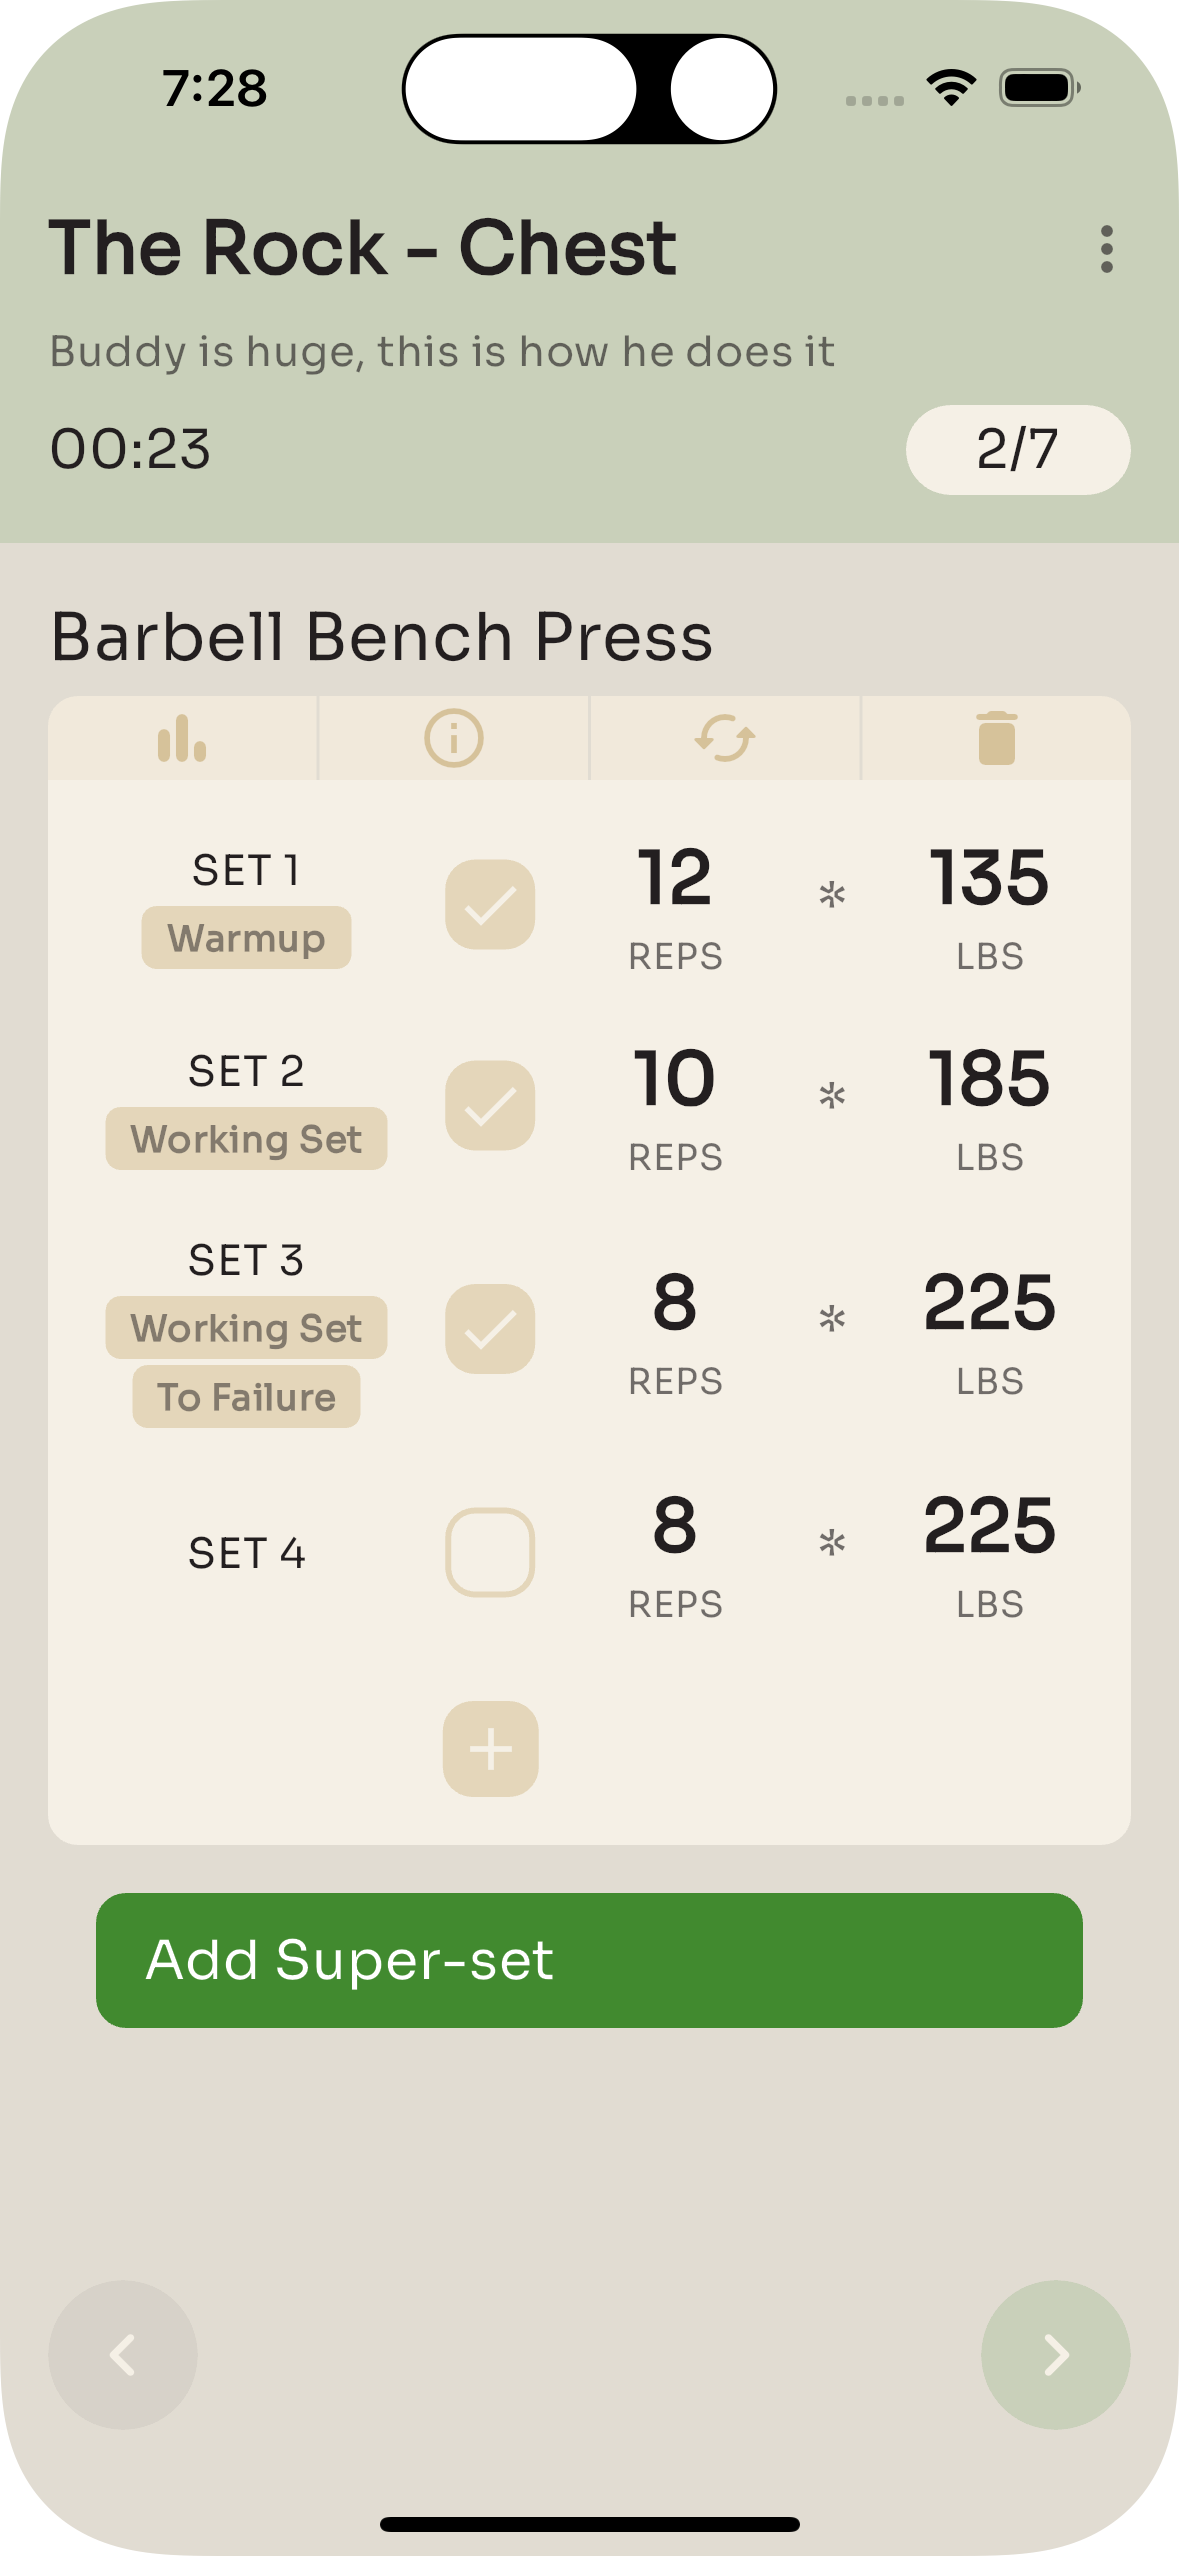 7:28
The Rock - Chest
Buddy is huge, this is how he does it
00:23
2/7
Barbell Bench Press
SET 1
Warmup
12
REPS
*
135
LBS
SET 2
Working Set
10
REPS
*
185
LBS
SET 3
Working Set
To Failure
8
REPS
*
225
LBS
SET 4
8
REPS
*
225
LBS
Add Super-set